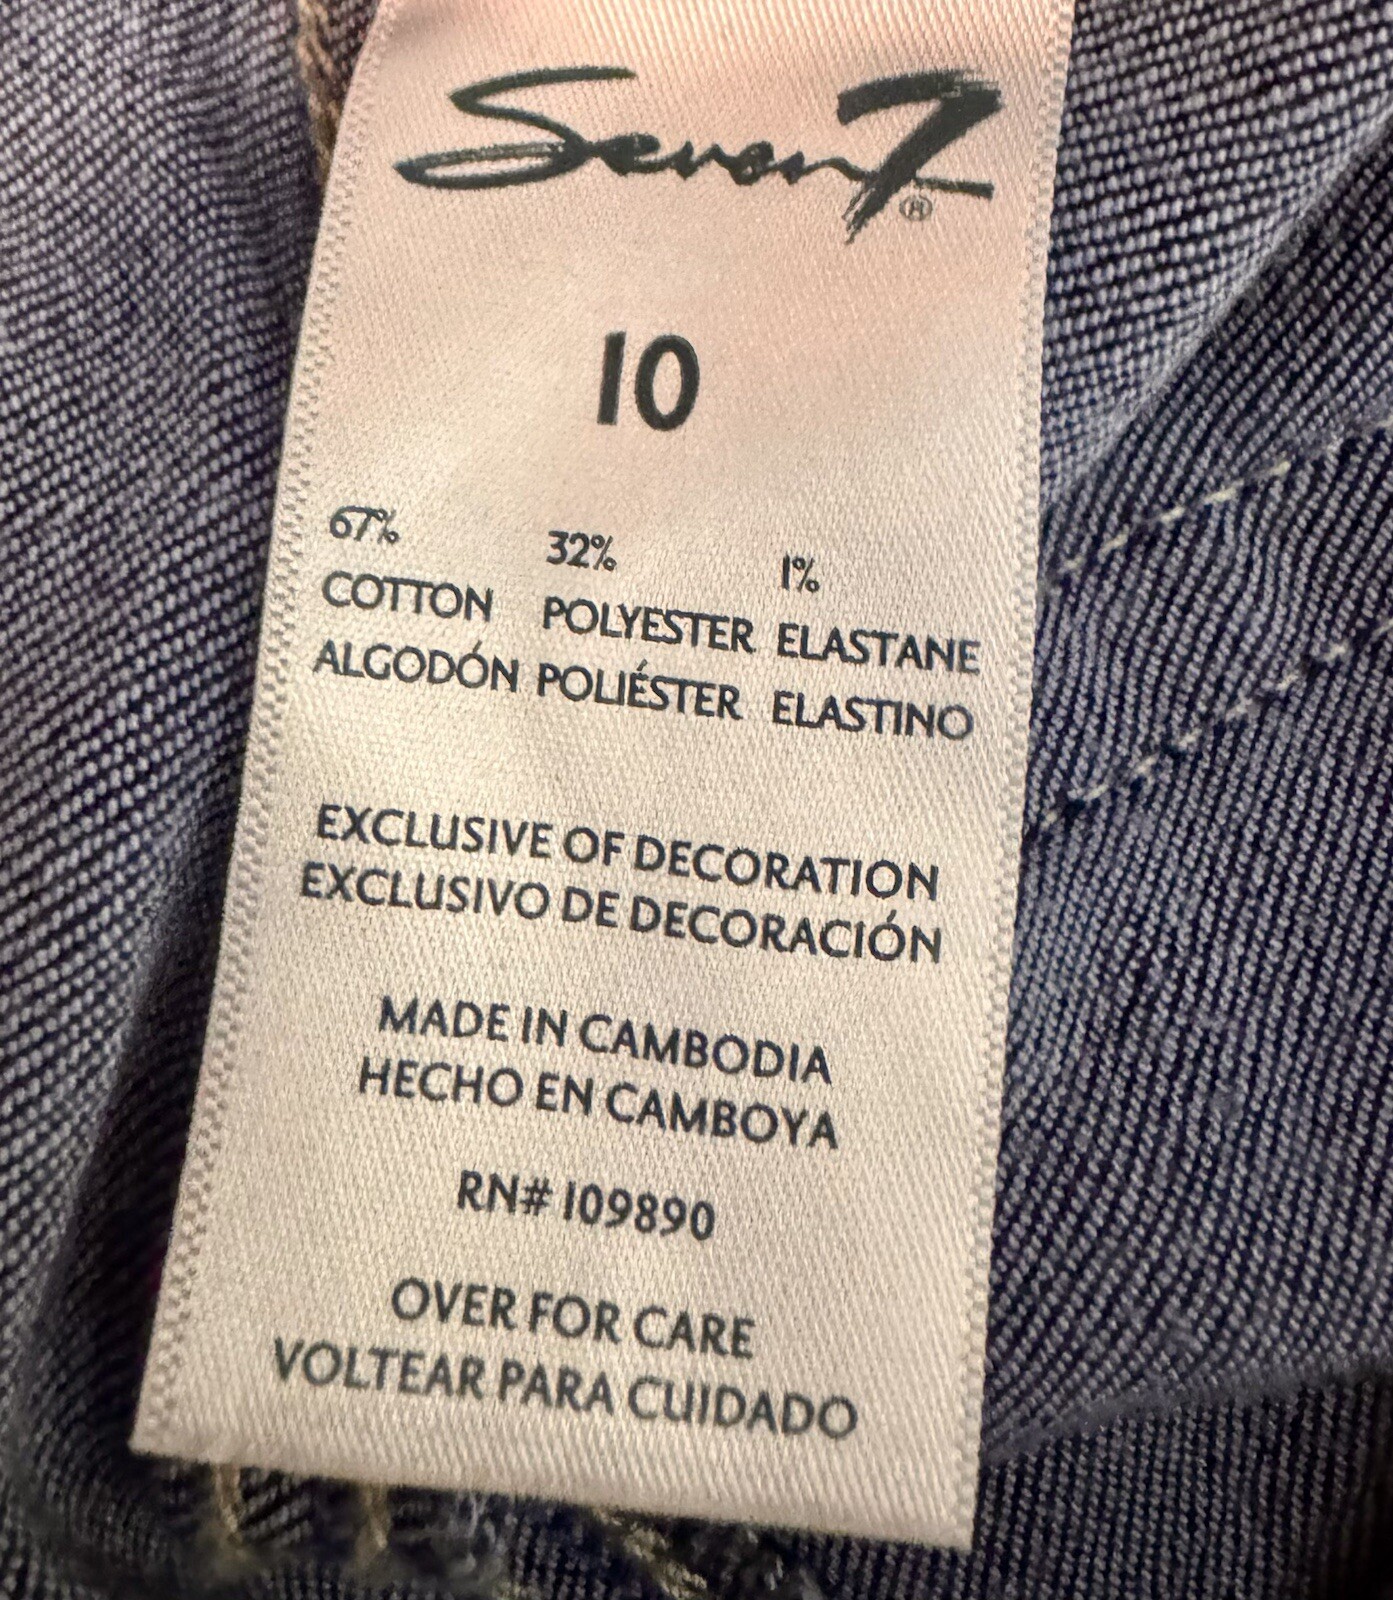 Seven7®
10
67% 32% 1%
COTTON POLYESTER ELASTANE
ALGODÓN POLIÉSTER ELASTINO
EXCLUSIVE OF DECORATION
EXCLUSIVO DE DECORACIÓN
MADE IN CAMBODIA
HECHO EN CAMBOYA
RN# 109890
OVER FOR CARE
VOLTEAR PARA CUIDADO